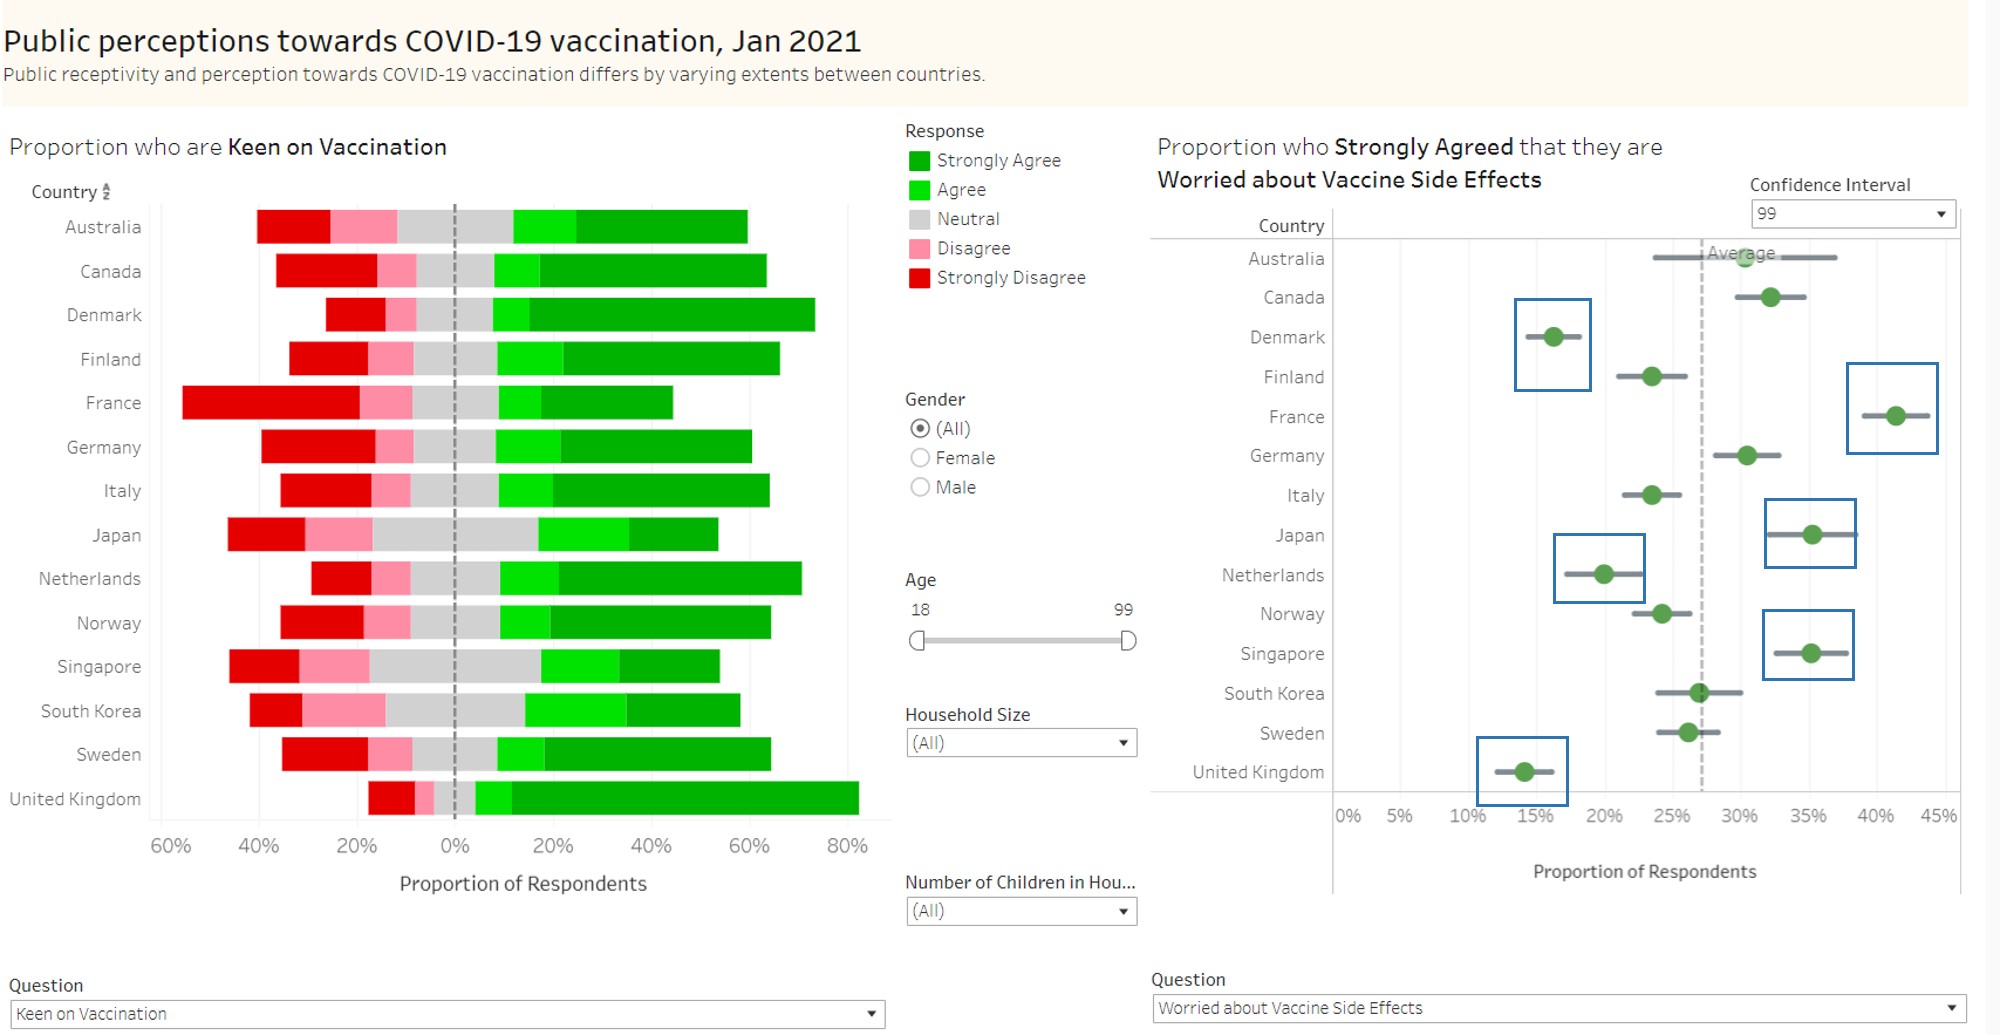 Public perceptions towards COVID-19 vaccination, Jan 2021
Public receptivity and perception towards COVID-19 vaccination differs by varying extents between countries.
Proportion who are Keen on Vaccination
Country
Australia
Canada
Denmark
Finland
France
Germany
Italy
Japan
Netherlands
Norway
Singapore
South Korea
Sweden
United Kingdom
60% 40% 20% 0% 20% 40% 60% 80%
Proportion of Respondents
Question
Keen on Vaccination
Response
Strongly Agree
Agree
Neutral
Disagree
Strongly Disagree
Gender
(All)
Female
Male
Age
18 99
Household Size
(All)
Number of Children in Hou...
(All)
Proportion who Strongly Agreed that they are
Worried about Vaccine Side Effects
Confidence Interval
99
Country
Average
Australia
Canada
Denmark
Finland
France
Germany
Italy
Japan
Netherlands
Norway
Singapore
South Korea
Sweden
United Kingdom
0% 5% 10% 15% 20% 25% 30% 35% 40% 45%
Proportion of Respondents
Question
Worried about Vaccine Side Effects